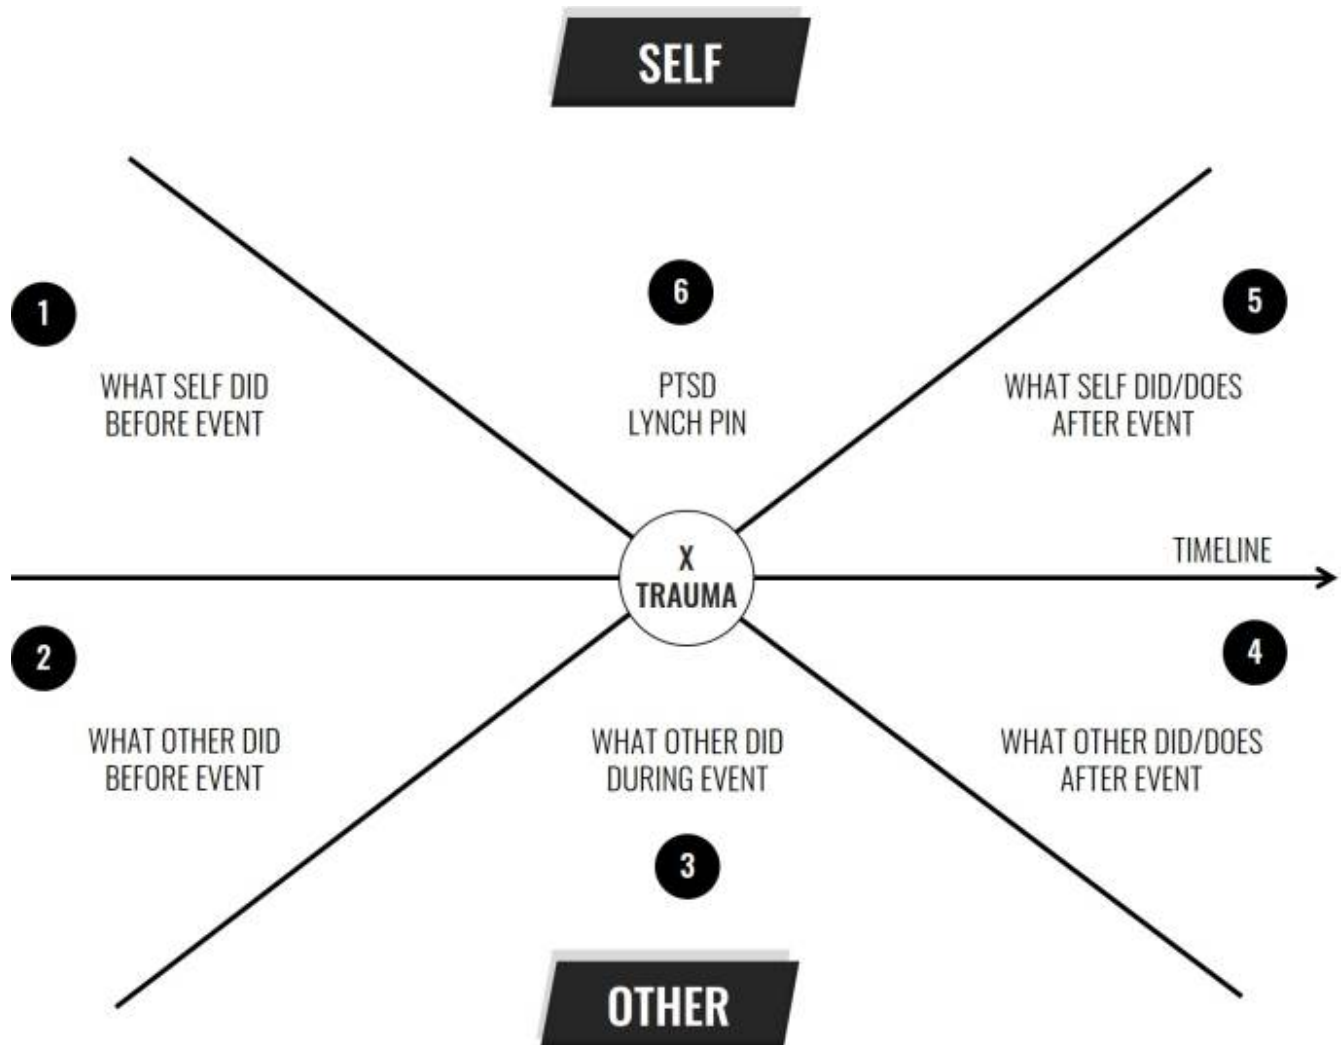 SELF
1
6
5
WHAT SELF DID
BEFORE EVENT
PTSD
LYNCH PIN
WHAT SELF DID/DOES
AFTER EVENT
X
TRAUMA
TIMELINE
2
4
WHAT OTHER DID
BEFORE EVENT
WHAT OTHER DID
DURING EVENT
WHAT OTHER DID/DOES
AFTER EVENT
3
OTHER